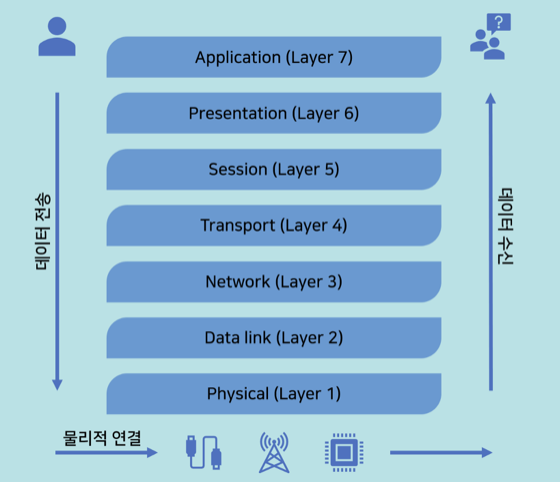 ?
Application (Layer 7)
Presentation (Layer 6)
Session (Layer 5)
Transport (Layer 4)
Network (Layer 3)
Data link (Layer 2)
Physical (Layer 1)
데이터 전송
데이터 수신
물리적 연결